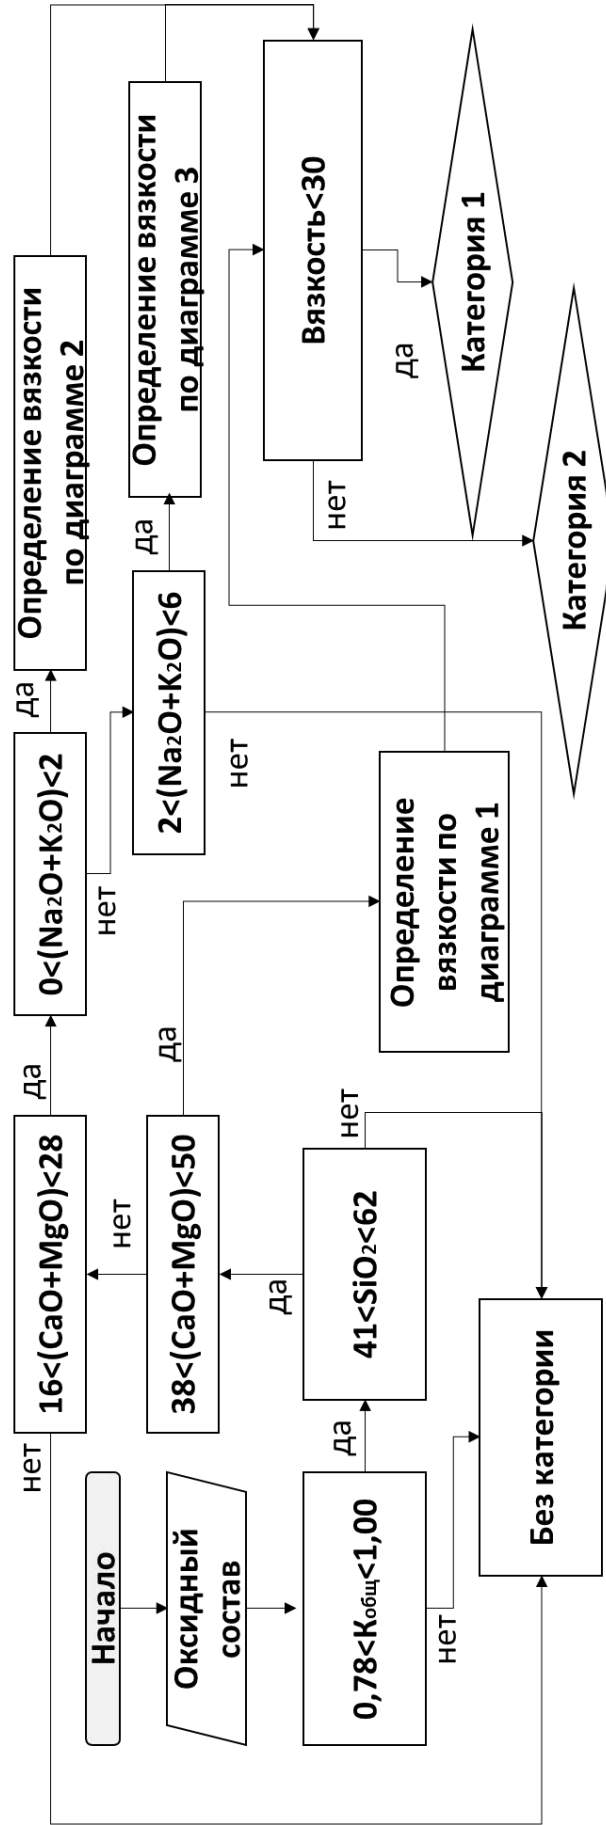 Начало
Оксидный
состав
0,78<Kобщ<1,00
нет
да
41<SiO₂<62
нет
да
38<(CaO+MgO)<50
да
нет
16<(CaO+MgO)<28
нет
да
0<(Na₂O+K₂O)<2
нет
да
2<(Na₂O+K₂O)<6
нет
да
Определение
вязкости по
диаграмме 1
Определение вязкости
по диаграмме 2
Определение вязкости
по диаграмме 3
Вязкость<30
да
нет
Категория 1
Категория 2
Без категории